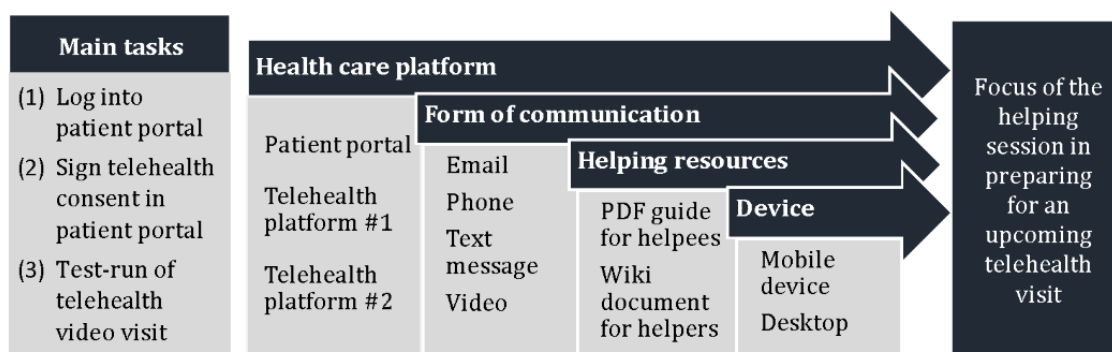 Main tasks
(1) Log into
patient portal
(2) Sign telehealth
consent in
patient portal
(3) Test-run of
telehealth
video visit
Health care platform
Patient portal
Telehealth
platform #1
Telehealth
platform #2
Form of communication
Email
Phone
Text
message
Video
Helping resources
PDF guide
for helpees
Wiki
document
for helpers
Device
Mobile
device
Desktop
Focus of the
helping
session in
preparing
for an
upcoming
telehealth
visit